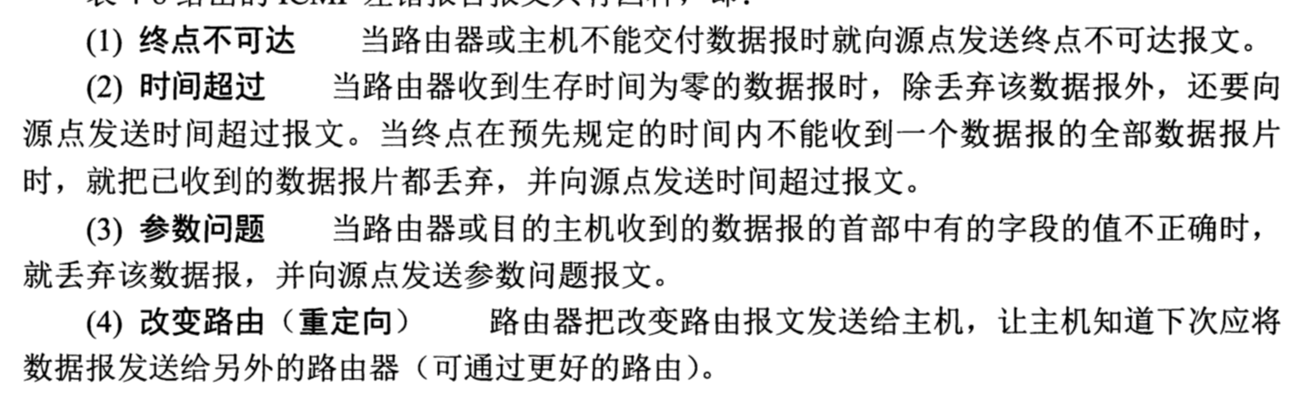 (1) 终点不可达 当路由器或主机不能交付数据报时就向源点发送终点不可达报文。
(2) 时间超过 当路由器收到生存时间为零的数据报时，除丢弃该数据报外，还要向
源点发送时间超过报文。当终点在预先规定的时间内不能收到一个数据报的全部数据报片
时，就把已收到的数据报片都丢弃，并向源点发送时间超过报文。
(3) 参数问题 当路由器或目的主机收到的数据报的首部中有的字段的值不正确时，
就丢弃该数据报，并向源点发送参数问题报文。
(4) 改变路由（重定向） 路由器把改变路由报文发送给主机，让主机知道下次应将
数据报发送给另外的路由器（可通过更好的路由）。